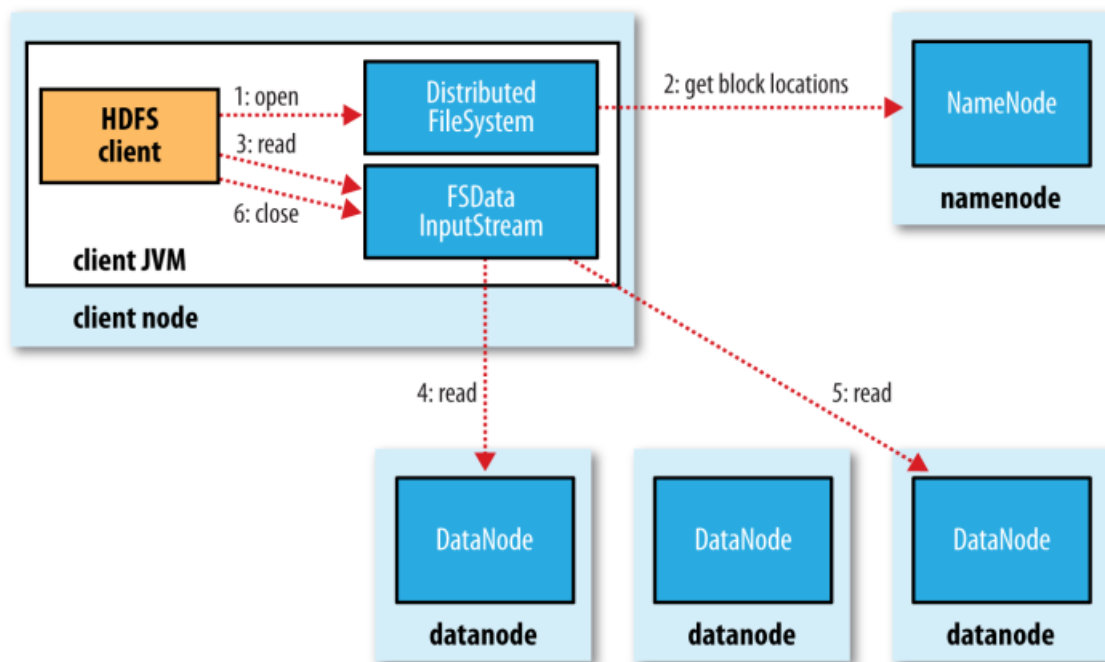 1: open
Distributed
FileSystem
2: get block locations
NameNode
HDFS
client
3: read
FSData
InputStream
6: close
namenode
client JVM
client node
4: read
5: read
DataNode
DataNode
DataNode
datanode
datanode
datanode